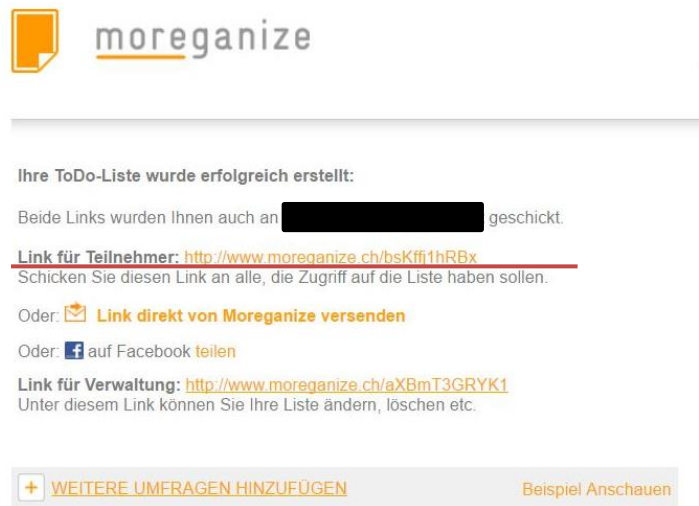 moreganize
Ihre ToDo-Liste wurde erfolgreich erstellt:
Beide Links wurden Ihnen auch an geschickt.
Link für Teilnehmer: http://www.moreganize.ch/bsKffj1hRBx
Schicken Sie diesen Link an alle, die Zugriff auf die Liste haben sollen.
Oder: Link direkt von Moreganize versenden
Oder: f auf Facebook teilen
Link für Verwaltung: http://www.moreganize.ch/aXBmT3GRYK1
Unter diesem Link können Sie Ihre Liste ändern, löschen etc.
+ WEITERE UMFRAGEN HINZUFÜGEN Beispiel Anschauen